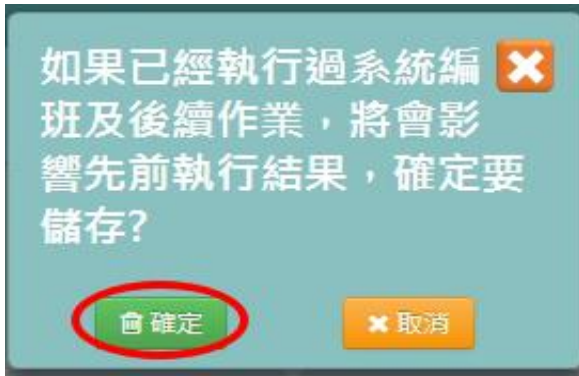 如果已經執行過系統編
班及後續作業，將會影
響先前執行結果，確定要
儲存?
確定
取消